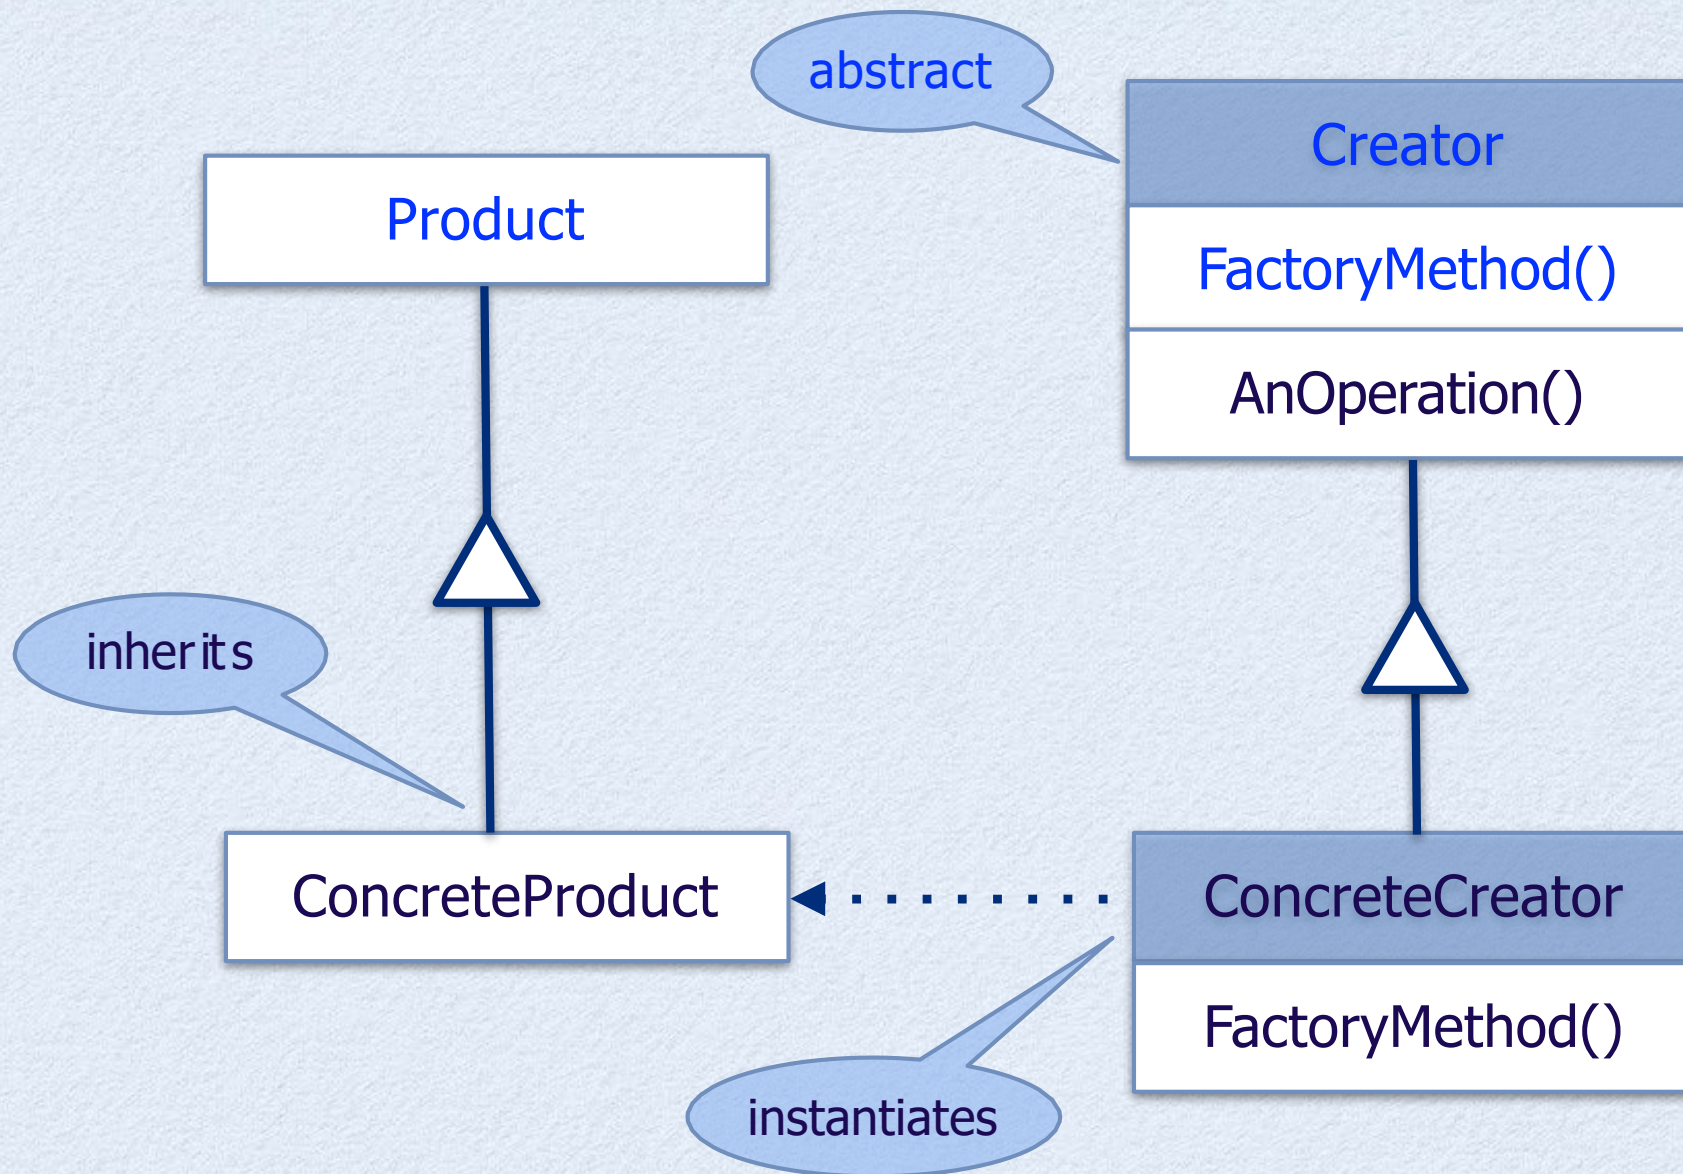 abstract
Creator
Product
FactoryMethod()
AnOperation()
inherits
ConcreteProduct
ConcreteCreator
FactoryMethod()
instantiates